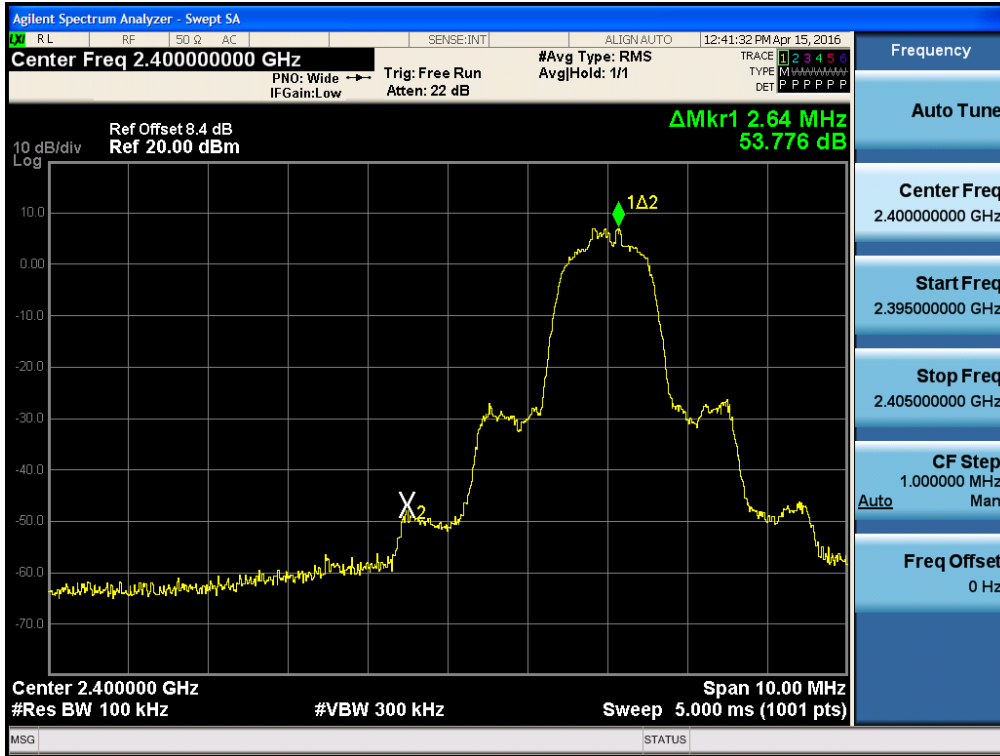 Agilent Spectrum Analyzer - Swept SA
LXI RL RF 50 Ω AC SENSE:INT ALIGN AUTO 12:41:32 PM Apr 15, 2016
Center Freq 2.400000000 GHz
PNO: Wide
IFGain:Low
Trig: Free Run
Atten: 22 dB
#Avg Type: RMS
Avg|Hold: 1/1
TRACE 1 2 3 4 5 6
TYPE M
DET P P P P P P
ΔMkr1 2.64 MHz
53.776 dB
Ref Offset 8.4 dB
10 dB/div Ref 20.00 dBm
Log
10.0
0.00
-10.0
-20.0
-30.0
-40.0
-50.0
-60.0
-70.0
1Δ2
X2
Center 2.400000 GHz
Span 10.00 MHz
#Res BW 100 kHz
#VBW 300 kHz
Sweep 5.000 ms (1001 pts)
MSG
STATUS
Frequency
Auto Tune
Center Freq
2.400000000 GHz
Start Freq
2.395000000 GHz
Stop Freq
2.405000000 GHz
CF Step
1.000000 MHz
Auto Man
Freq Offset
0 Hz